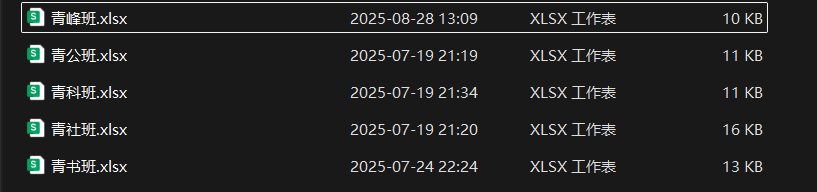 青峰班.xlsx 2025-08-28 13:09 XLSX 工作表 10 KB
青公班.xlsx 2025-07-19 21:19 XLSX 工作表 11 KB
青科班.xlsx 2025-07-19 21:34 XLSX 工作表 11 KB
青社班.xlsx 2025-07-19 21:20 XLSX 工作表 16 KB
青书班.xlsx 2025-07-24 22:24 XLSX 工作表 13 KB